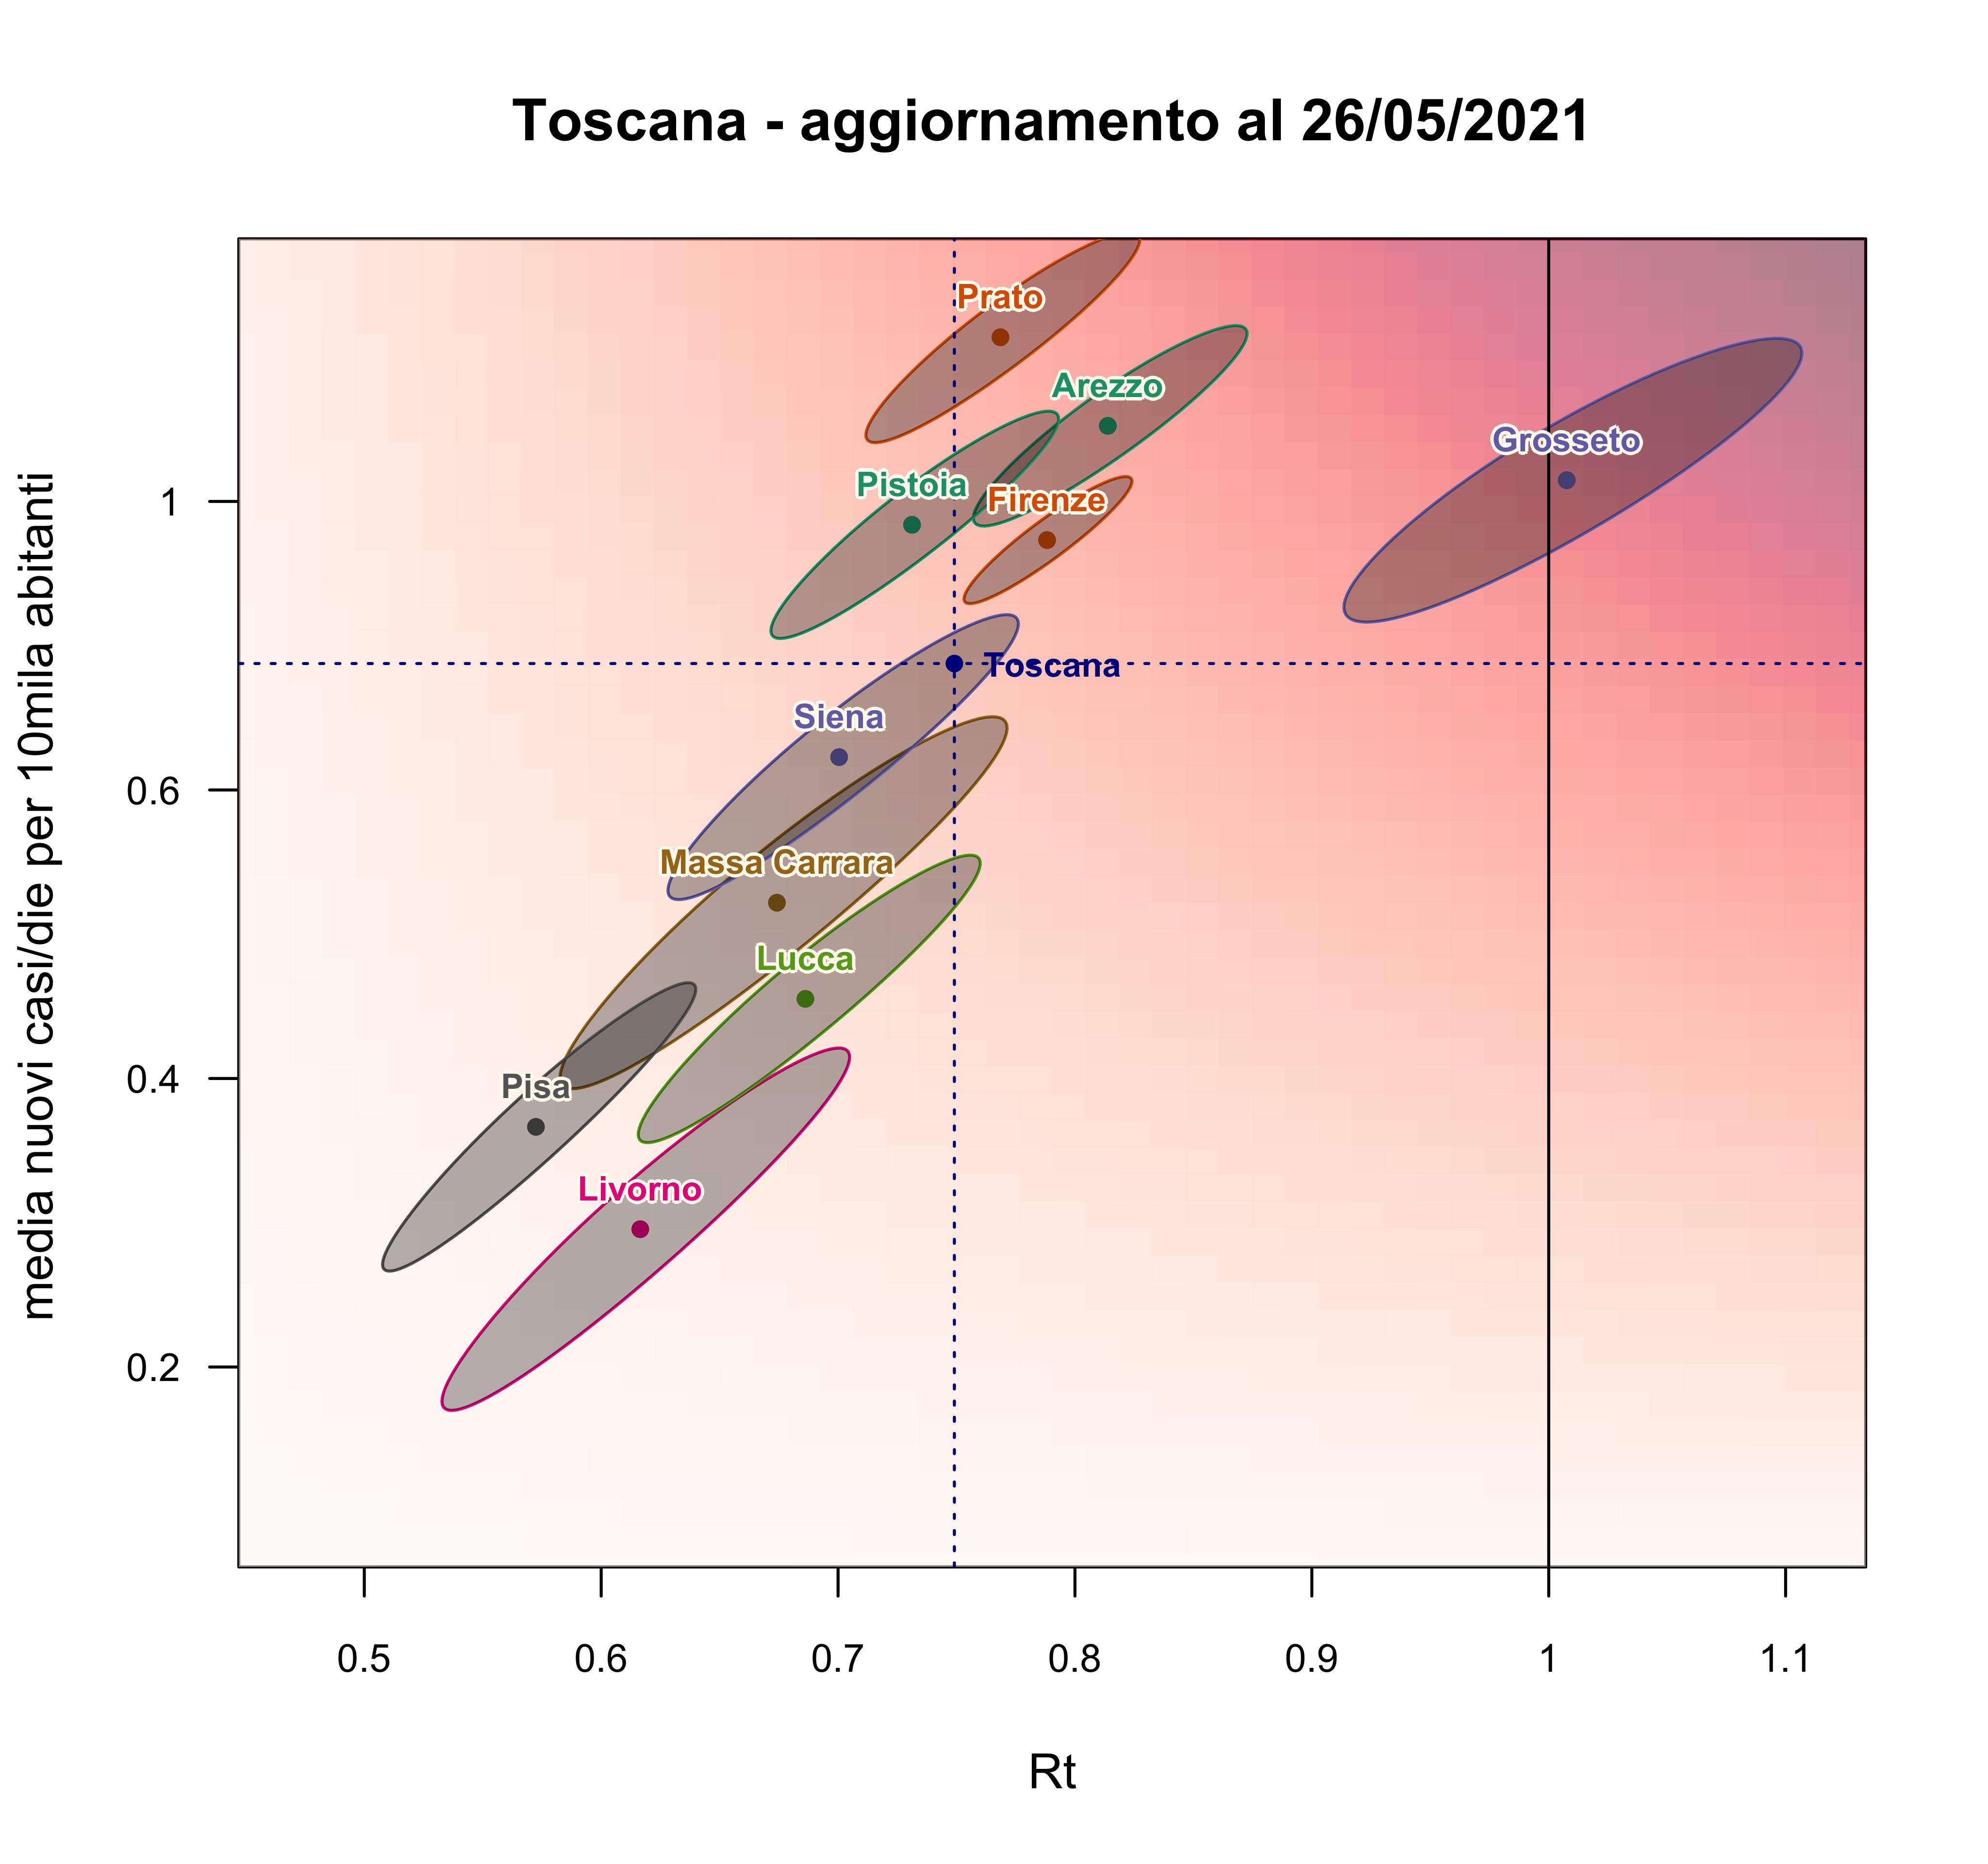 Toscana - aggiornamento al 26/05/2021
media nuovi casi/die per 10mila abitanti
1
0.6
0.4
0.2
Prato
Arezzo
Grosseto
Pistoia
Firenze
Toscana
Siena
Massa Carrara
Lucca
Pisa
Livorno
0.5 0.6 0.7 0.8 0.9 1 1.1
Rt